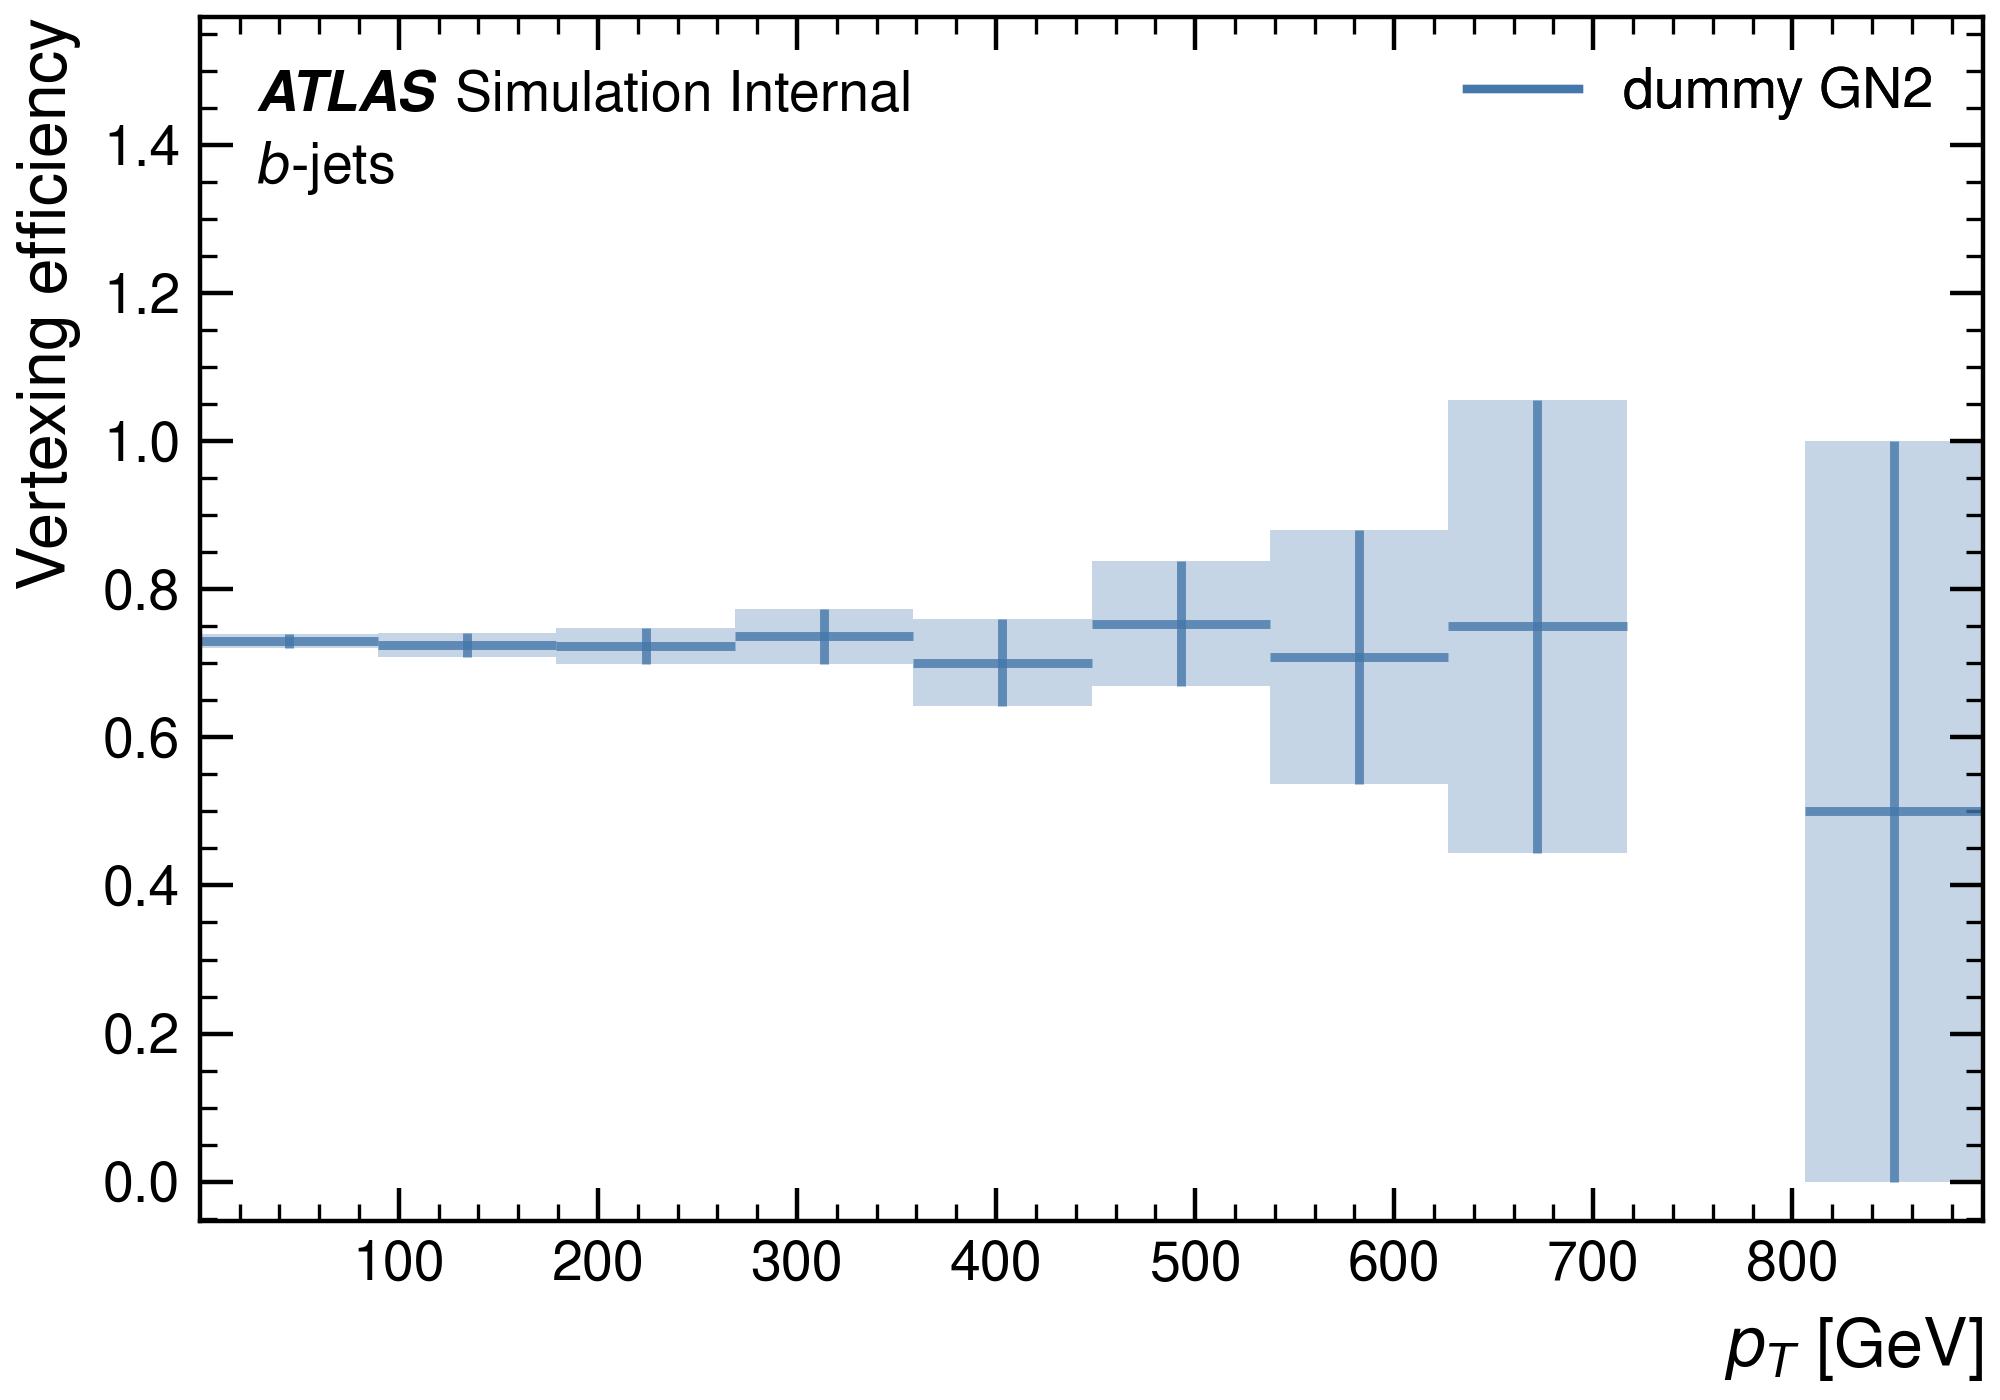 ATLAS Simulation Internal
b-jets
dummy GN2
Vertexing efficiency
1.4
1.2
1.0
0.8
0.6
0.4
0.2
0.0
100 200 300 400 500 600 700 800
pT [GeV]